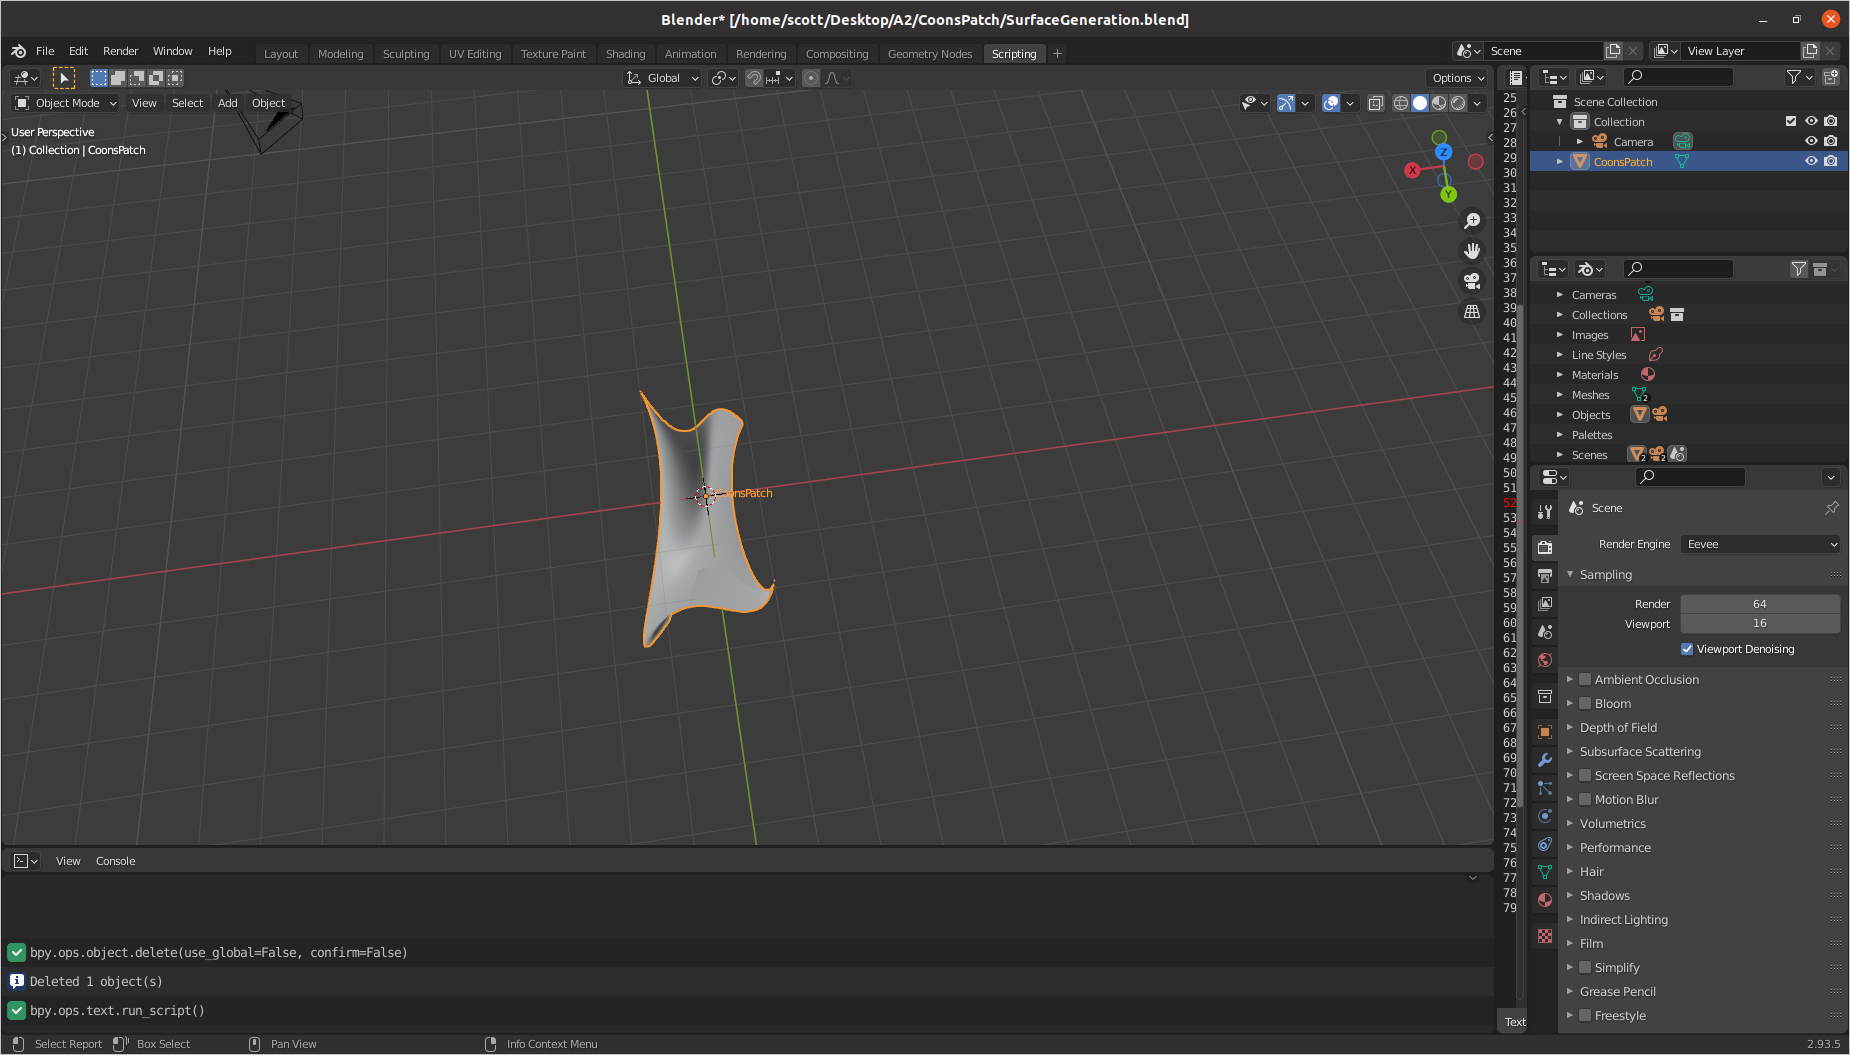 Blender* [/home/scott/Desktop/A2/CoonsPatch/SurfaceGeneration.blend]
File Edit Render Window Help Layout Modeling Sculpting UV Editing Texture Paint Shading Animation Rendering Compositing Geometry Nodes Scripting + Scene View Layer
Global Options
Object Mode View Select Add Object
User Perspective
(1) Collection | CoonsPatch
Z
X
Y
CoonsPatch
View Console
bpy.ops.object.delete(use_global=False, confirm=False)
Deleted 1 object(s)
bpy.ops.text.run_script()
25
26
27
28
29
30
31
32
33
34
35
36
37
38
39
40
41
42
43
44
45
46
47
48
49
50
51
52
53
54
55
56
57
58
59
60
61
62
63
64
65
66
67
68
69
70
71
72
73
74
75
76
77
78
79
Text
Scene Collection
Collection
Camera
CoonsPatch
Cameras
Collections
Images
Line Styles
Materials
Meshes 2
Objects
Palettes
Scenes 2 2
Scene
Render Engine Eevee
Sampling
Render 64
Viewport 16
Viewport Denoising
Ambient Occlusion
Bloom
Depth of Field
Subsurface Scattering
Screen Space Reflections
Motion Blur
Volumetrics
Performance
Hair
Shadows
Indirect Lighting
Film
Simplify
Grease Pencil
Freestyle
Select Report Box Select Pan View Info Context Menu 2.93.5